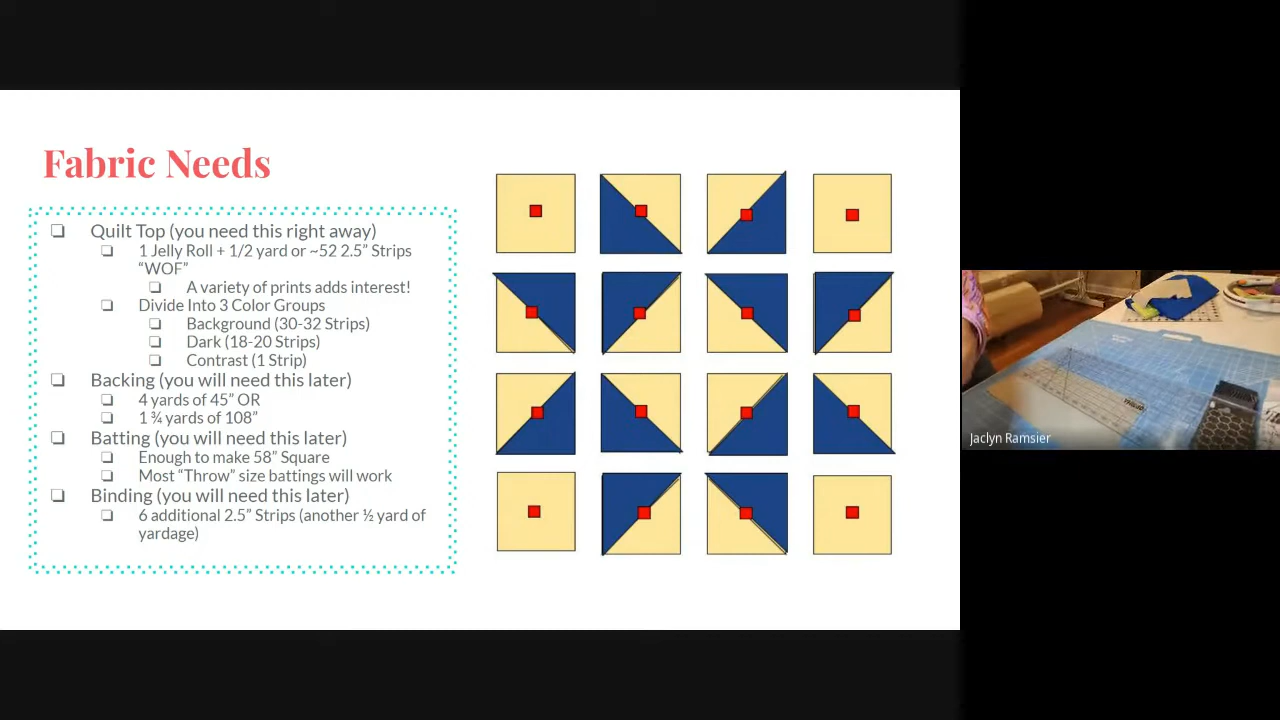 Fabric Needs
❏ Quilt Top (you need this right away)
❏ 1 Jelly Roll + 1/2 yard or ~52 2.5” Strips
“WOF”
❏ A variety of prints adds interest!
❏ Divide Into 3 Color Groups
❏ Background (30-32 Strips)
❏ Dark (18-20 Strips)
❏ Contrast (1 Strip)
❏ Backing (you will need this later)
❏ 4 yards of 45” OR
❏ 1 ¾ yards of 108”
❏ Batting (you will need this later)
❏ Enough to make 58” Square
❏ Most “Throw” size battings will work
❏ Binding (you will need this later)
❏ 6 additional 2.5” Strips (another ½ yard of
yardage)
Jaclyn Ramsier